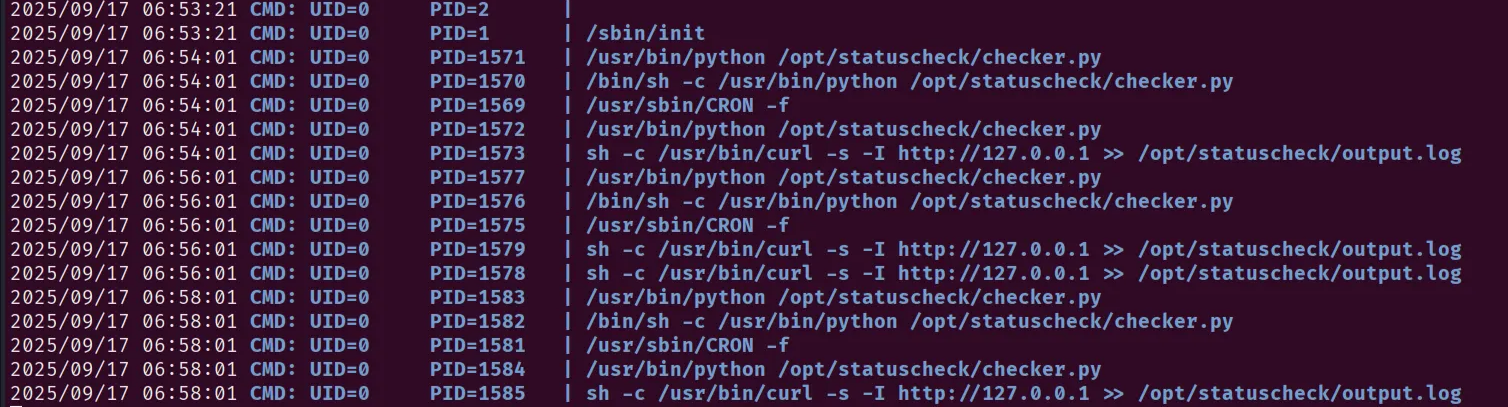 2025/09/17 06:53:21 CMD: UID=0 PID=2 |
2025/09/17 06:53:21 CMD: UID=0 PID=1 | /sbin/init
2025/09/17 06:54:01 CMD: UID=0 PID=1571 | /usr/bin/python /opt/statuscheck/checker.py
2025/09/17 06:54:01 CMD: UID=0 PID=1570 | /bin/sh -c /usr/bin/python /opt/statuscheck/checker.py
2025/09/17 06:54:01 CMD: UID=0 PID=1569 | /usr/sbin/CRON -f
2025/09/17 06:54:01 CMD: UID=0 PID=1572 | /usr/bin/python /opt/statuscheck/checker.py
2025/09/17 06:54:01 CMD: UID=0 PID=1573 | sh -c /usr/bin/curl -s -I http://127.0.0.1 >> /opt/statuscheck/output.log
2025/09/17 06:56:01 CMD: UID=0 PID=1577 | /usr/bin/python /opt/statuscheck/checker.py
2025/09/17 06:56:01 CMD: UID=0 PID=1576 | /bin/sh -c /usr/bin/python /opt/statuscheck/checker.py
2025/09/17 06:56:01 CMD: UID=0 PID=1575 | /usr/sbin/CRON -f
2025/09/17 06:56:01 CMD: UID=0 PID=1579 | sh -c /usr/bin/curl -s -I http://127.0.0.1 >> /opt/statuscheck/output.log
2025/09/17 06:56:01 CMD: UID=0 PID=1578 | sh -c /usr/bin/curl -s -I http://127.0.0.1 >> /opt/statuscheck/output.log
2025/09/17 06:58:01 CMD: UID=0 PID=1583 | /usr/bin/python /opt/statuscheck/checker.py
2025/09/17 06:58:01 CMD: UID=0 PID=1582 | /bin/sh -c /usr/bin/python /opt/statuscheck/checker.py
2025/09/17 06:58:01 CMD: UID=0 PID=1581 | /usr/sbin/CRON -f
2025/09/17 06:58:01 CMD: UID=0 PID=1584 | /usr/bin/python /opt/statuscheck/checker.py
2025/09/17 06:58:01 CMD: UID=0 PID=1585 | sh -c /usr/bin/curl -s -I http://127.0.0.1 >> /opt/statuscheck/output.log